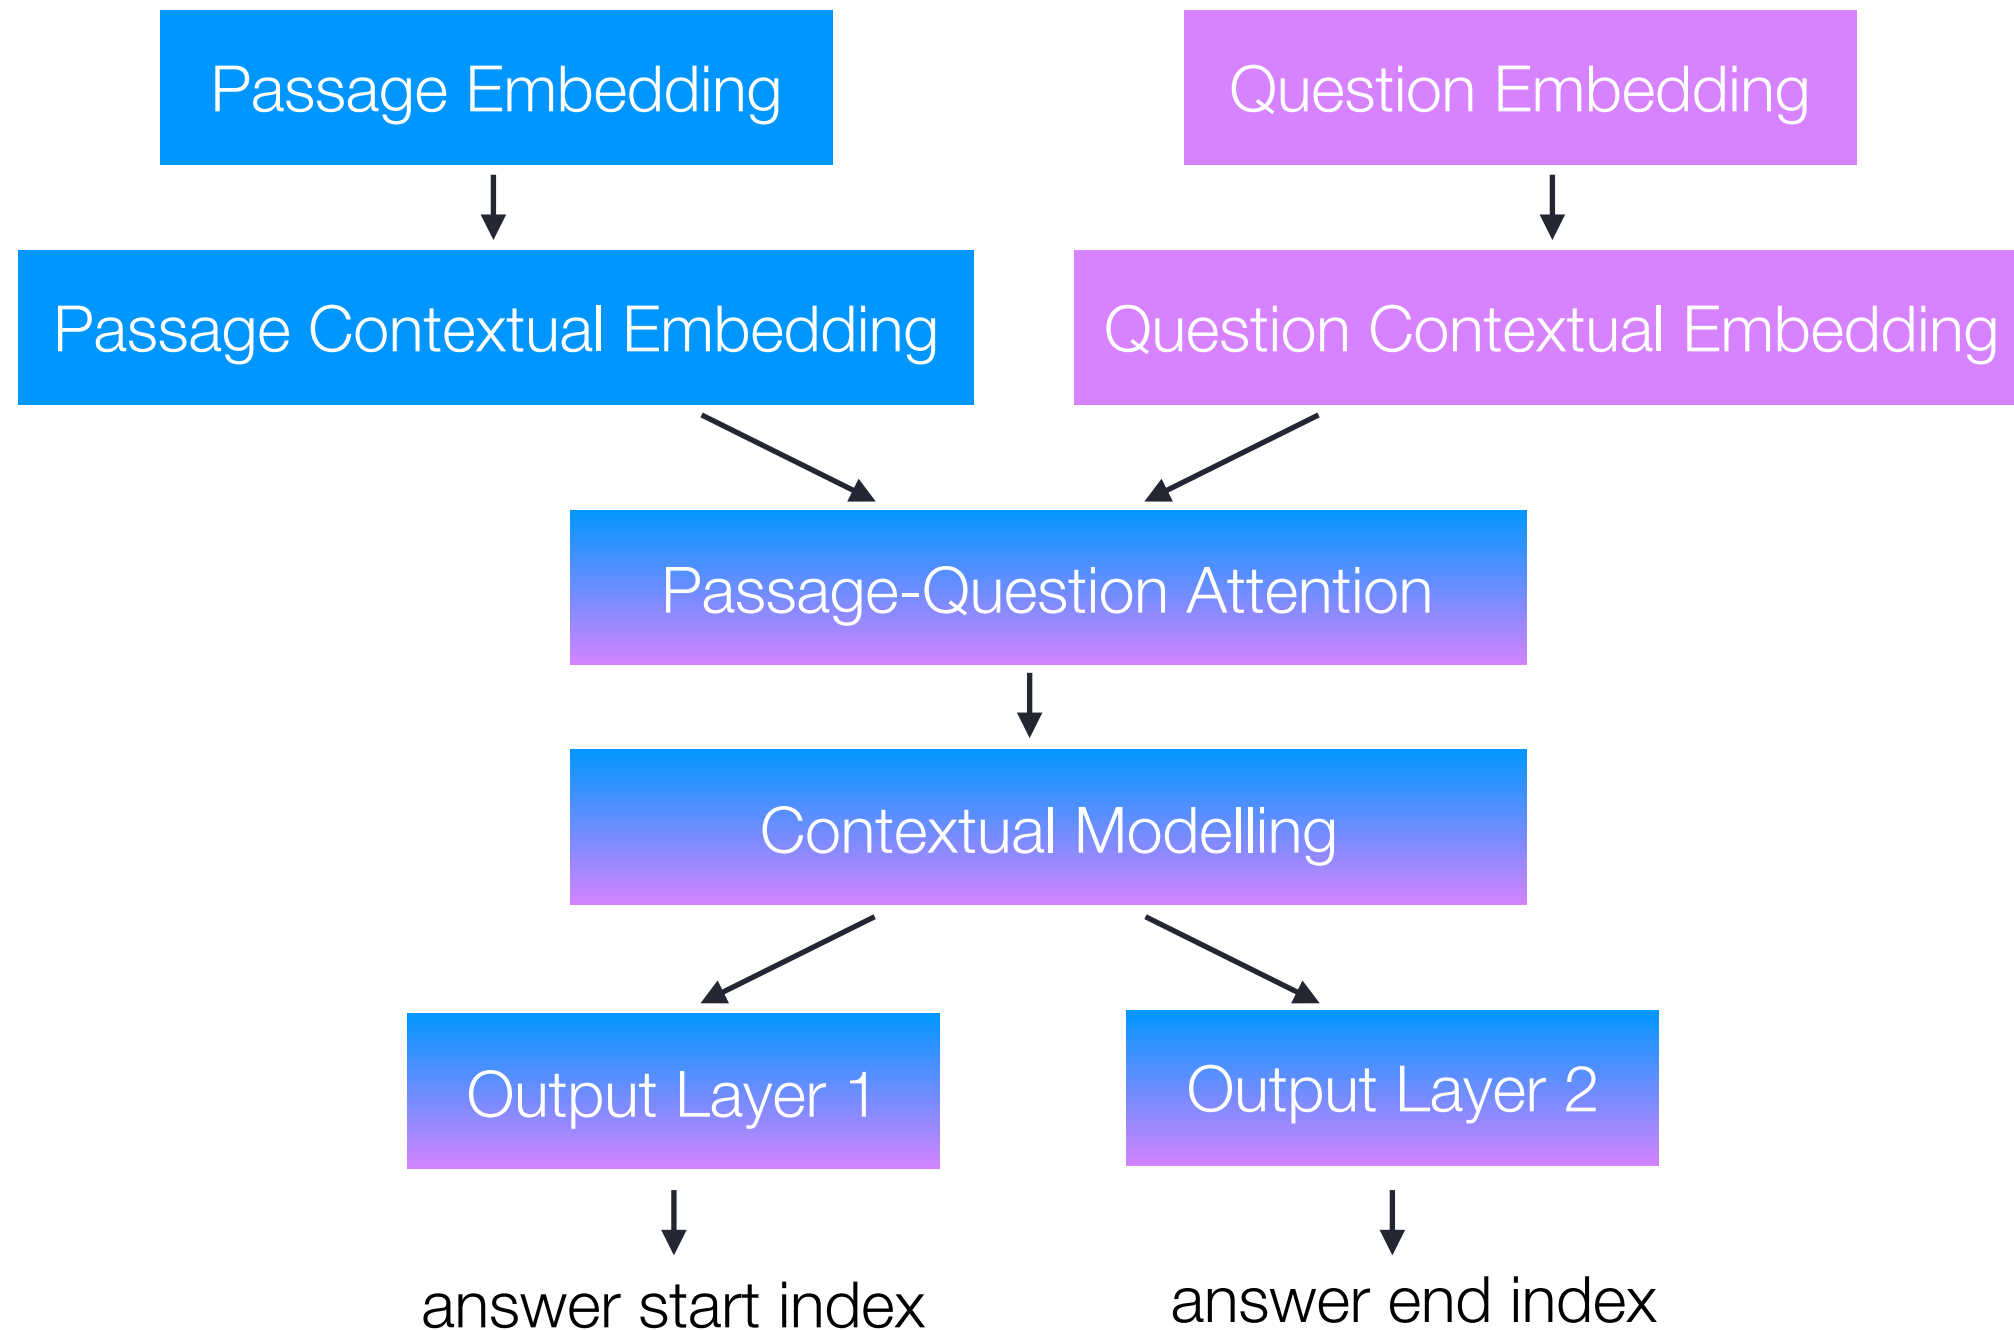 Passage Embedding
Question Embedding
Passage Contextual Embedding
Question Contextual Embedding
Passage-Question Attention
Contextual Modelling
Output Layer 1
Output Layer 2
answer start index
answer end index